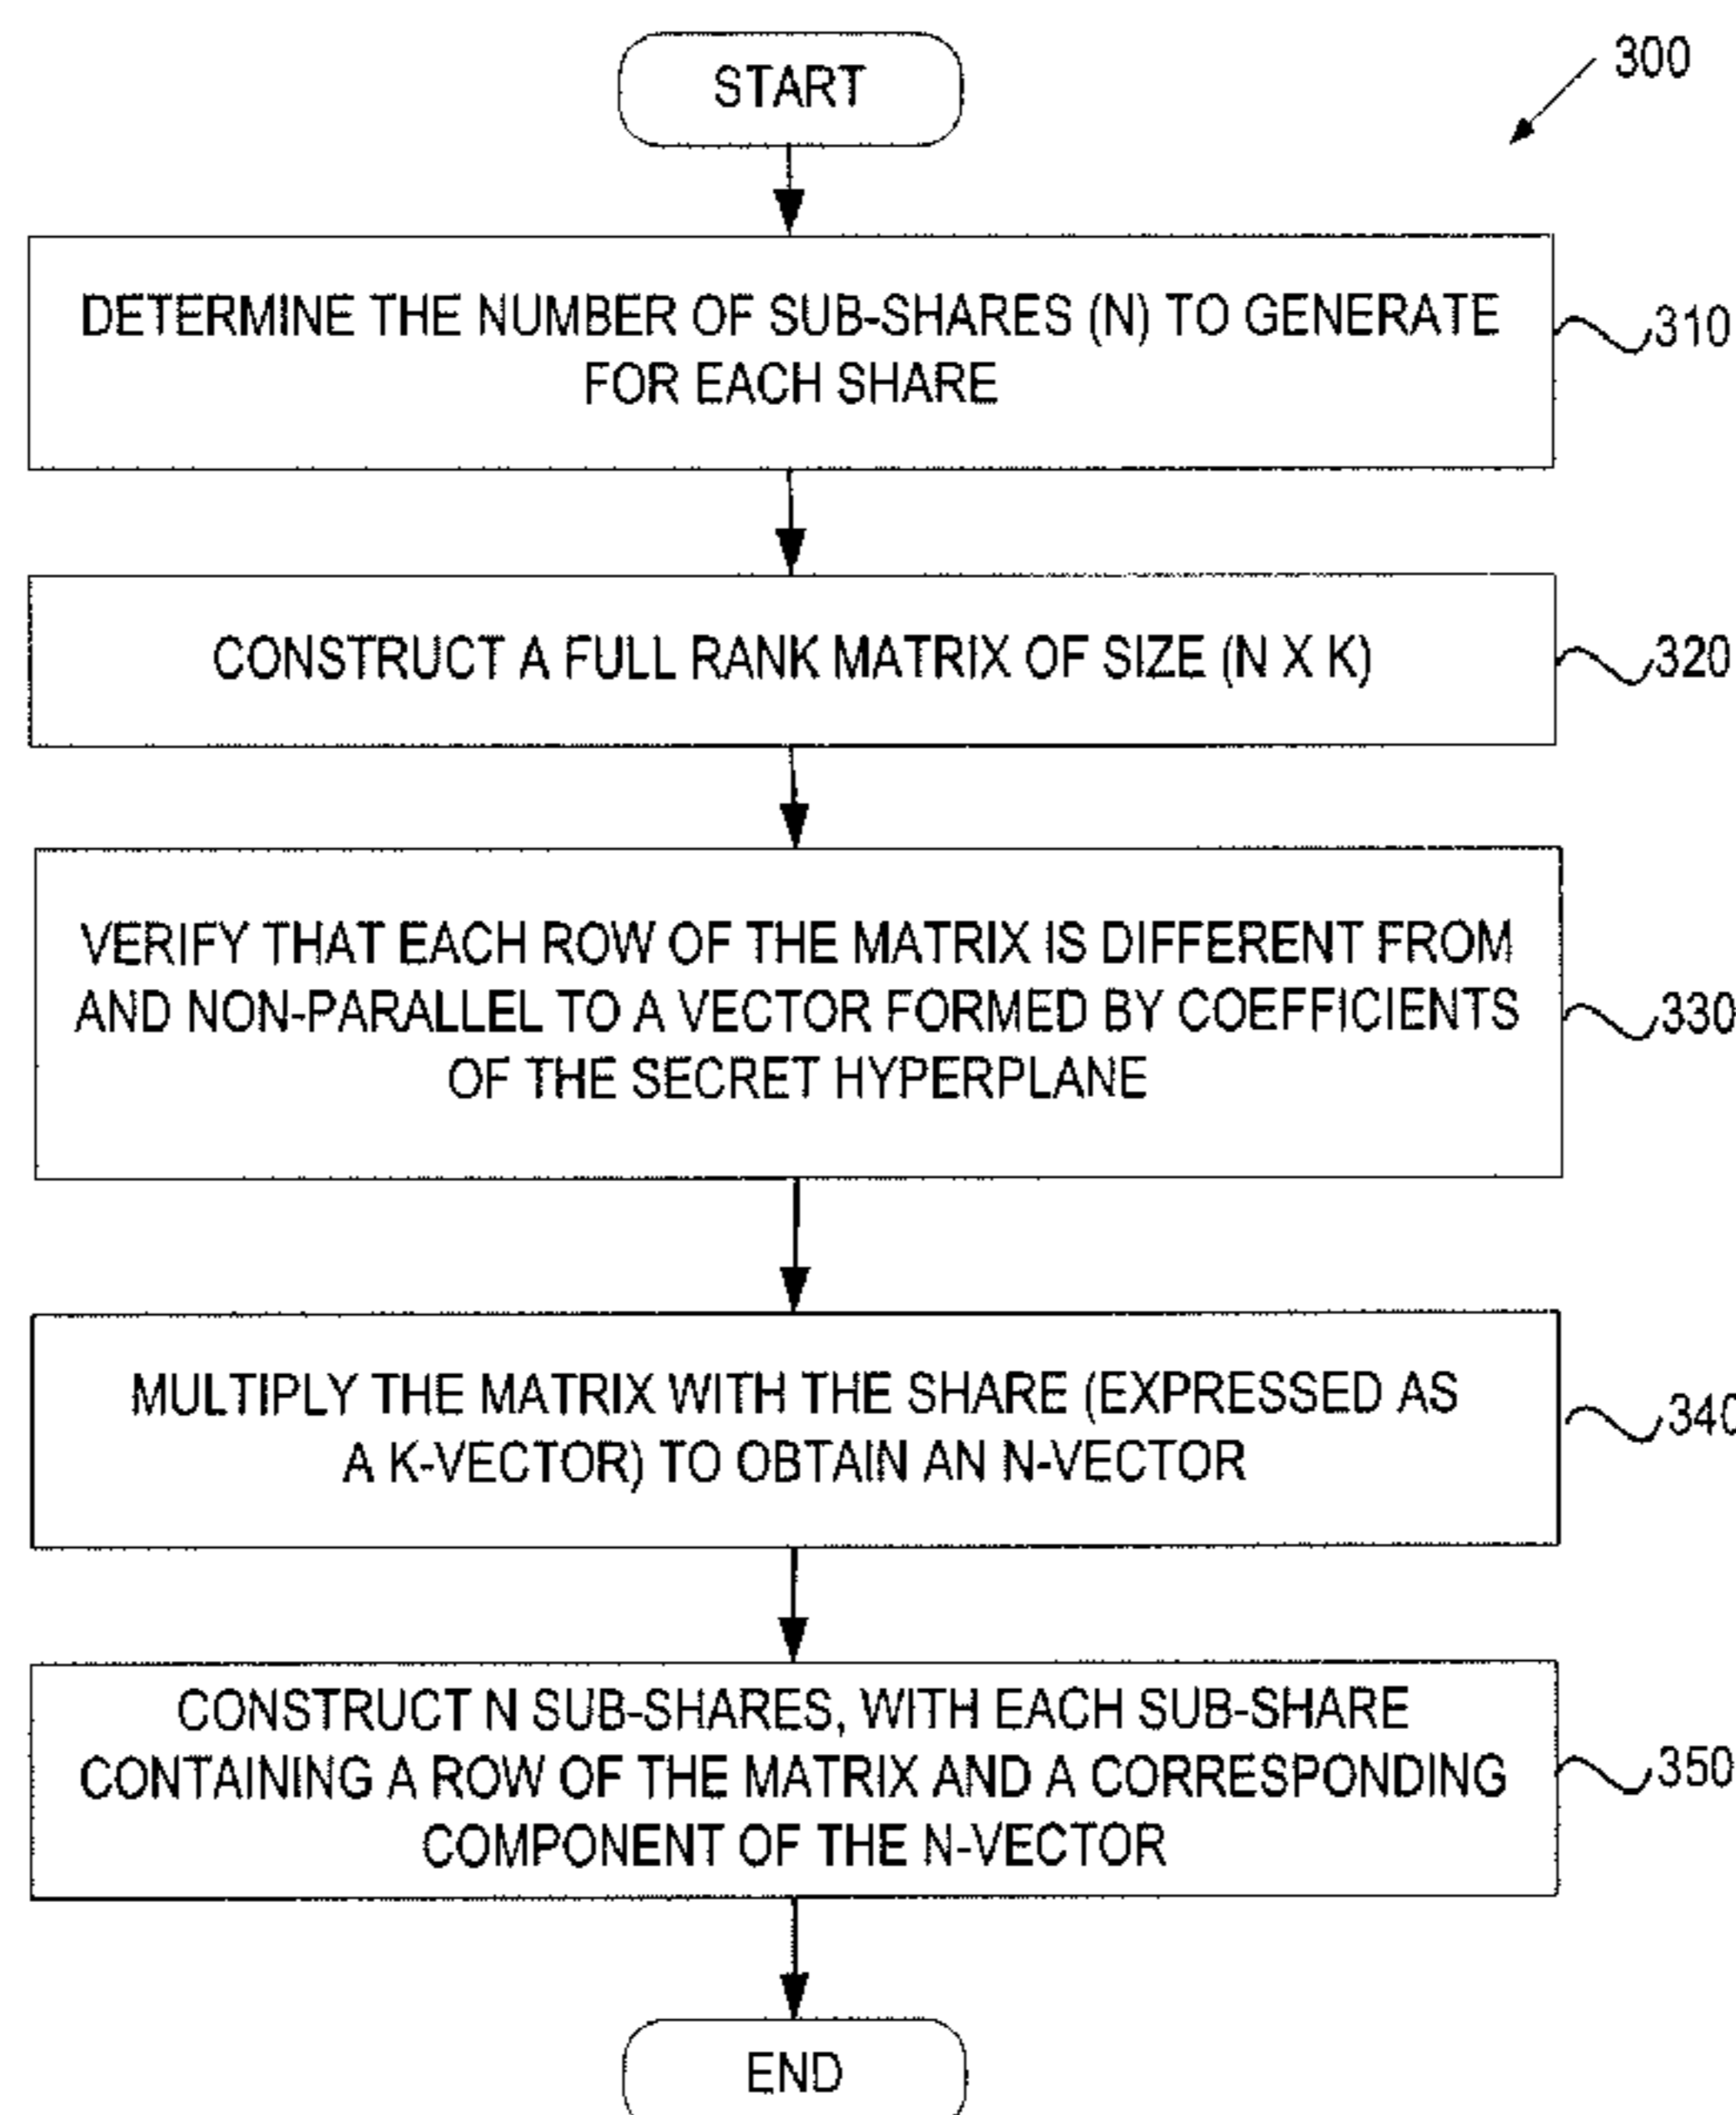 START
300
DETERMINE THE NUMBER OF SUB-SHARES (N) TO GENERATE
FOR EACH SHARE
310
CONSTRUCT A FULL RANK MATRIX OF SIZE (N X K)
320
VERIFY THAT EACH ROW OF THE MATRIX IS DIFFERENT FROM
AND NON-PARALLEL TO A VECTOR FORMED BY COEFFICIENTS
OF THE SECRET HYPERPLANE
330
MULTIPLY THE MATRIX WITH THE SHARE (EXPRESSED AS
A K-VECTOR) TO OBTAIN AN N-VECTOR
340
CONSTRUCT N SUB-SHARES, WITH EACH SUB-SHARE
CONTAINING A ROW OF THE MATRIX AND A CORRESPONDING
COMPONENT OF THE N-VECTOR
350
END